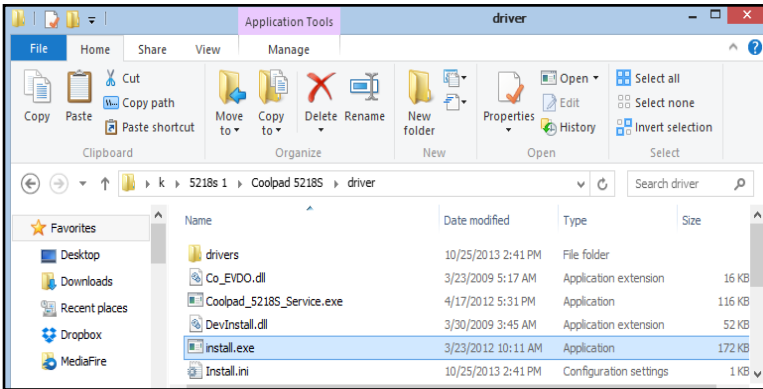 Application Tools
driver
File
Home
Share
View
Manage
Copy
Paste
Cut
Copy path
Paste shortcut
Clipboard
Move to
Copy to
Delete
Rename
Organize
New folder
New
Properties
Open
Edit
History
Open
Select all
Select none
Invert selection
Select
k
5218s 1
Coolpad 5218S
driver
Search driver
Favorites
Desktop
Downloads
Recent places
Dropbox
MediaFire
Name Date modified Type Size
drivers 10/25/2013 2:41 PM File folder
Co_EVDO.dll 3/23/2009 5:17 AM Application extension 16 KB
Coolpad_5218S_Service.exe 4/17/2012 5:31 PM Application 116 KB
DevInstall.dll 3/30/2009 3:45 AM Application extension 52 KB
install.exe 3/23/2012 10:11 AM Application 172 KB
Install.ini 10/25/2013 2:41 PM Configuration settings 1 KB